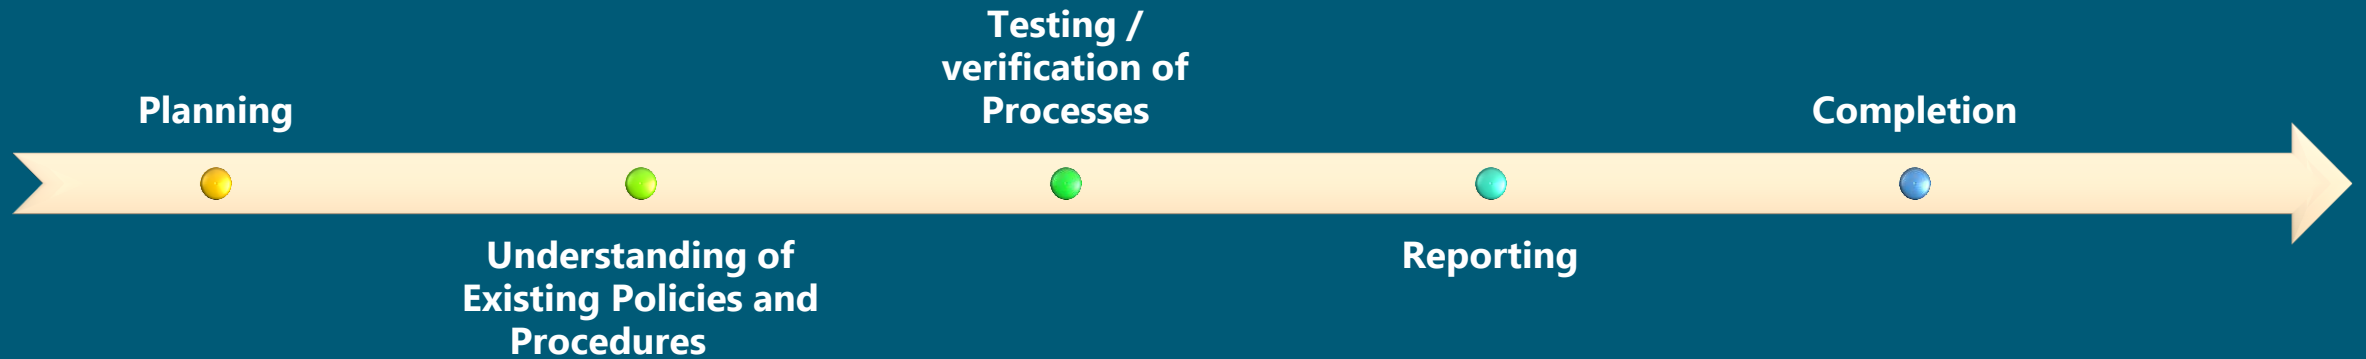 Planning
Understanding of
Existing Policies and
Procedures
Testing /
verification of
Processes
Reporting
Completion